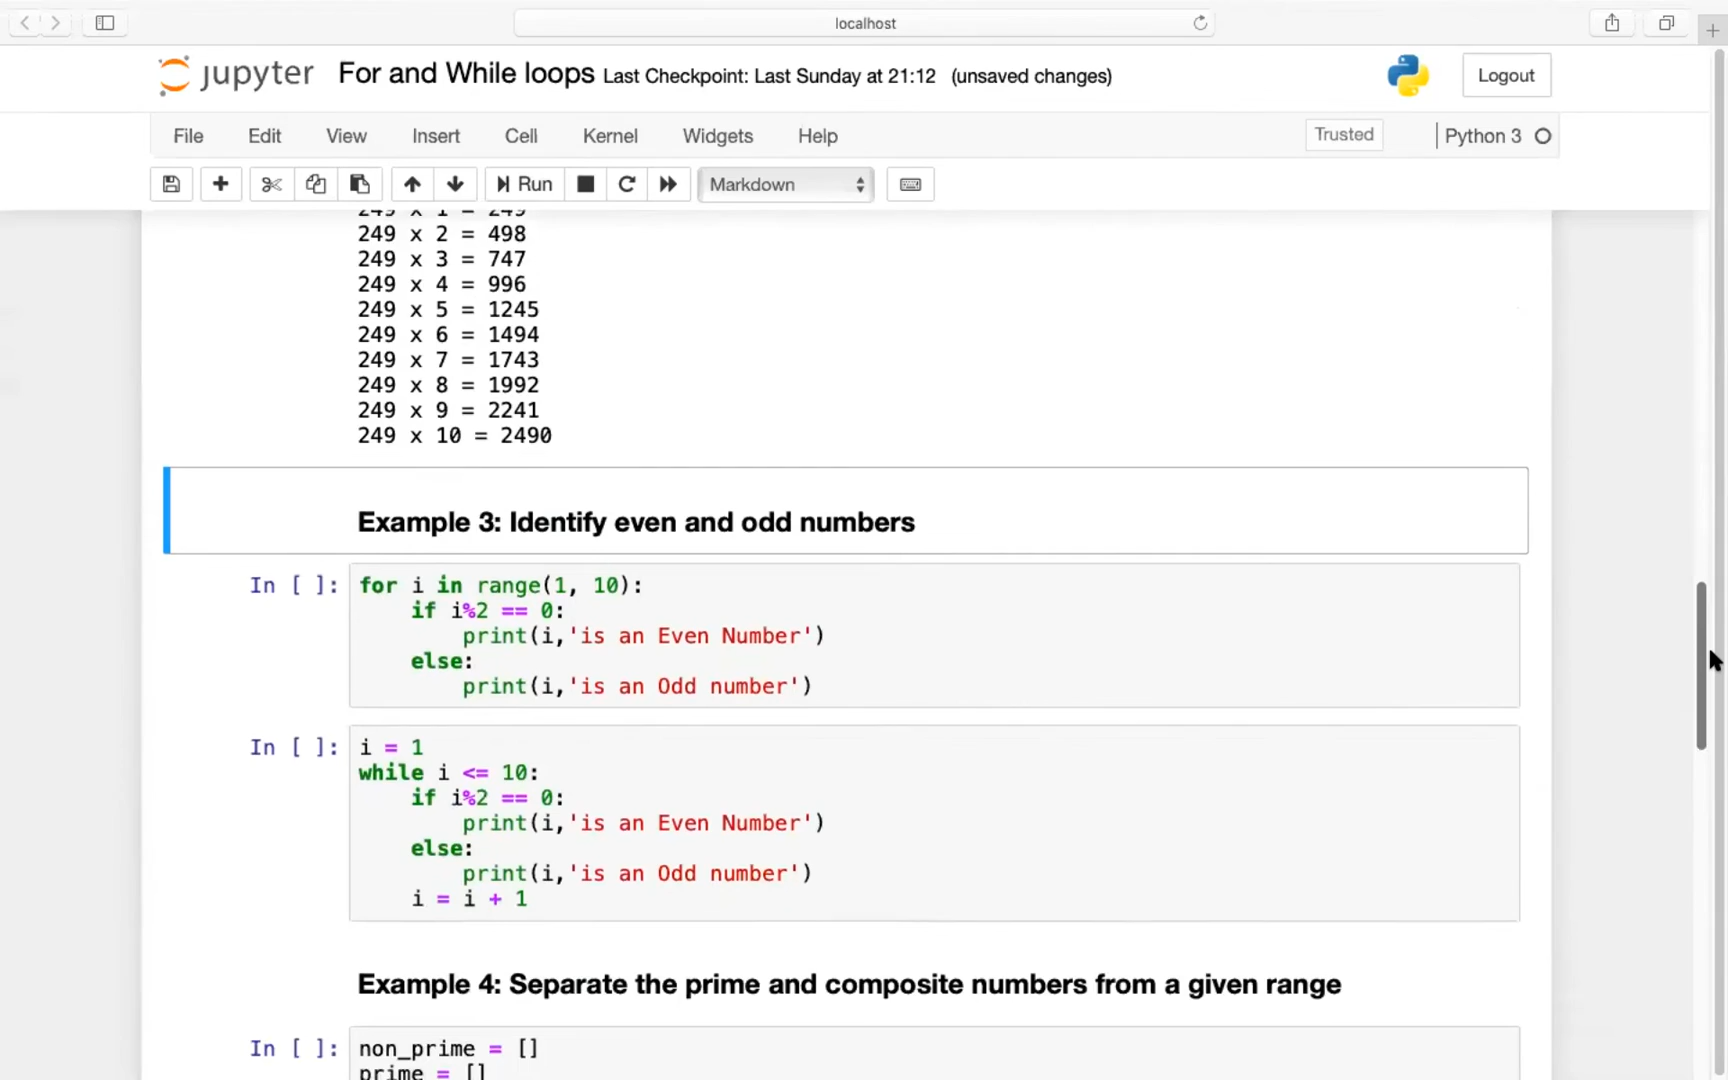 localhost
jupyter For and While loops Last Checkpoint: Last Sunday at 21:12 (unsaved changes)
Logout
File Edit View Insert Cell Kernel Widgets Help
Trusted
Python 3
Run
Markdown
249 x 1 = 249
249 x 2 = 498
249 x 3 = 747
249 x 4 = 996
249 x 5 = 1245
249 x 6 = 1494
249 x 7 = 1743
249 x 8 = 1992
249 x 9 = 2241
249 x 10 = 2490
Example 3: Identify even and odd numbers
In [ ]:
for i in range(1, 10):
    if i%2 == 0:
        print(i,'is an Even Number')
    else:
        print(i,'is an Odd number')
In [ ]:
i = 1
while i <= 10:
    if i%2 == 0:
        print(i,'is an Even Number')
    else:
        print(i,'is an Odd number')
    i = i + 1
Example 4: Separate the prime and composite numbers from a given range
In [ ]:
non_prime = []
prime = []